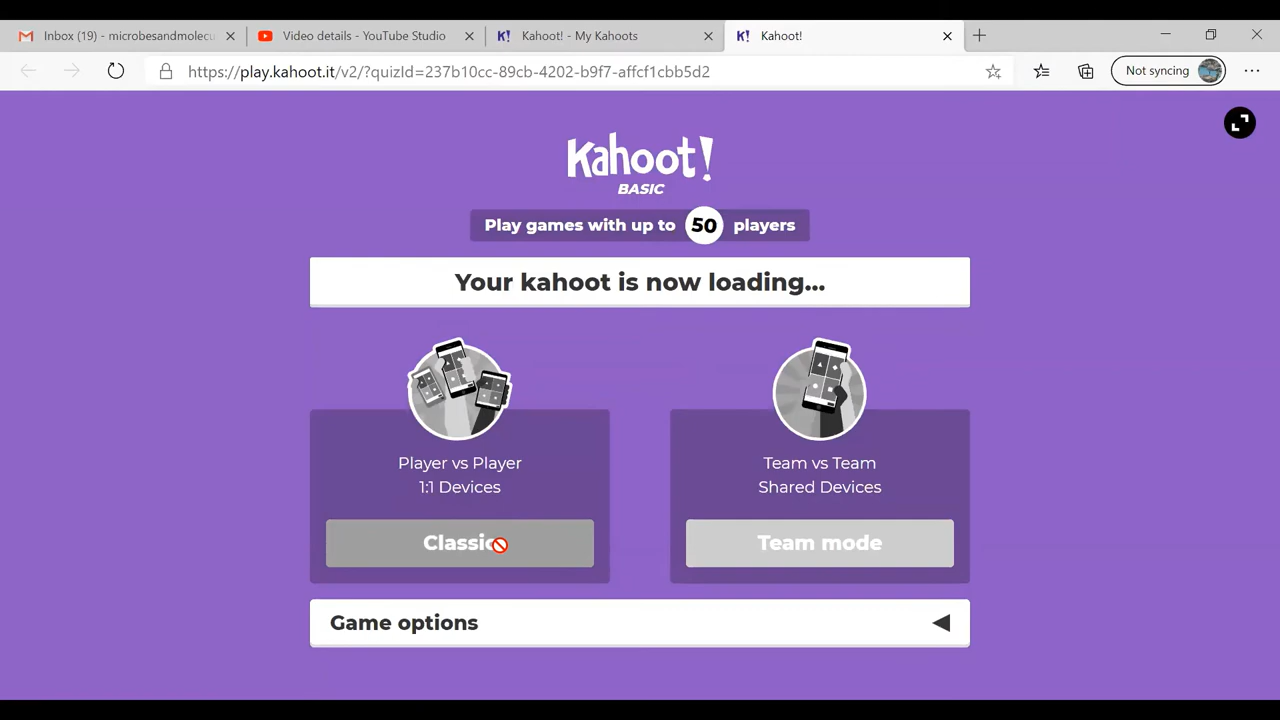 Inbox (19) - microbesandmolecu
Video details - YouTube Studio
Kahoot! - My Kahoots
Kahoot!
https://play.kahoot.it/v2/?quizId=237b10cc-89cb-4202-b9f7-affcf1cbb5d2
Not syncing
Kahoot!
BASIC
Play games with up to 50 players
Your kahoot is now loading...
Player vs Player
1:1 Devices
Classic
Team vs Team
Shared Devices
Team mode
Game options